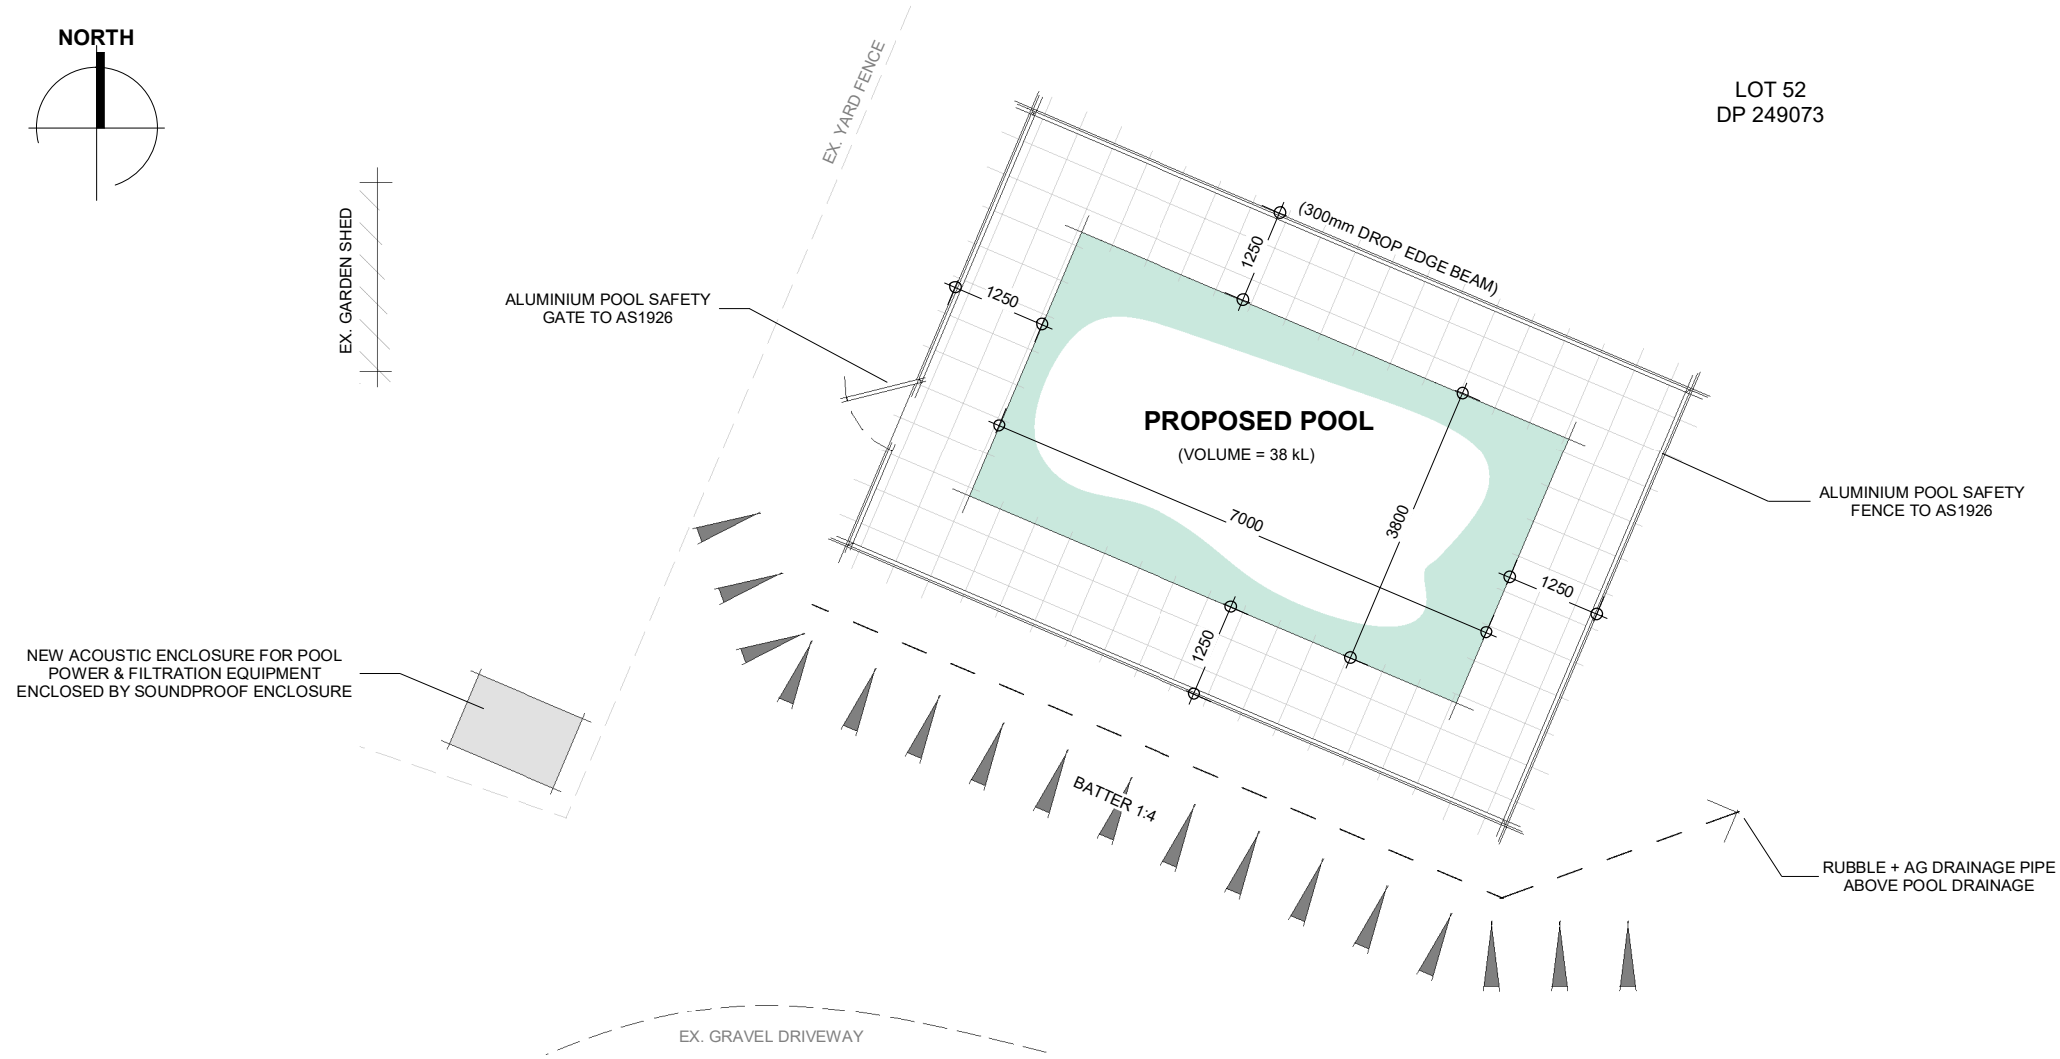 NORTH
LOT 52
DP 249073
EX. YARD FENCE
EX. GARDEN SHED
(300mm DROP EDGE BEAM)
1250
1250
ALUMINIUM POOL SAFETY
GATE TO AS1926
PROPOSED POOL
(VOLUME = 38 kL)
7000
3800
ALUMINIUM POOL SAFETY
FENCE TO AS1926
1250
1250
NEW ACOUSTIC ENCLOSURE FOR POOL
POWER & FILTRATION EQUIPMENT
ENCLOSED BY SOUNDPROOF ENCLOSURE
BATTER 1:4
RUBBLE + AG DRAINAGE PIPE
ABOVE POOL DRAINAGE
EX. GRAVEL DRIVEWAY